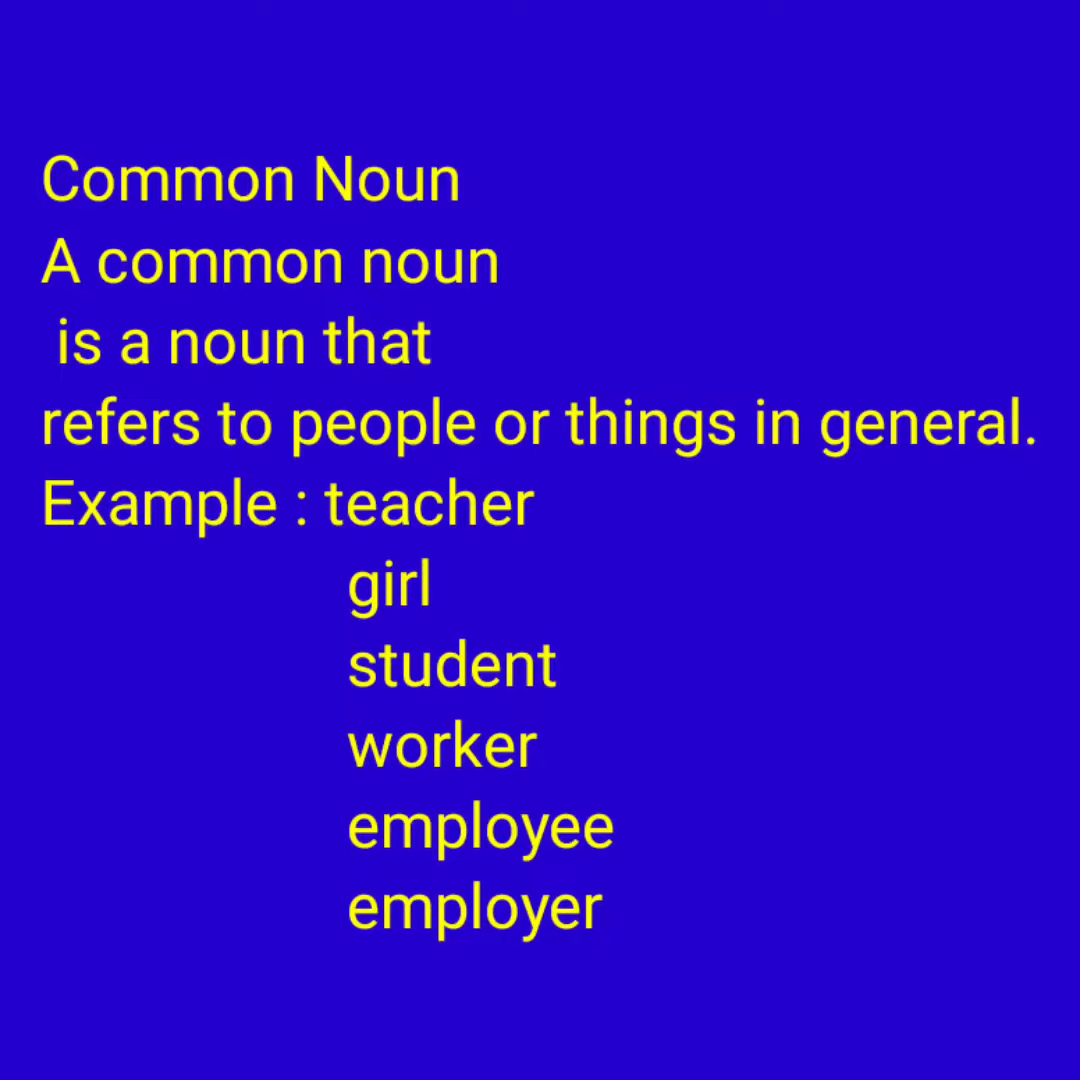 Common Noun
A common noun
is a noun that
refers to people or things in general.
Example : teacher
girl
student
worker
employee
employer